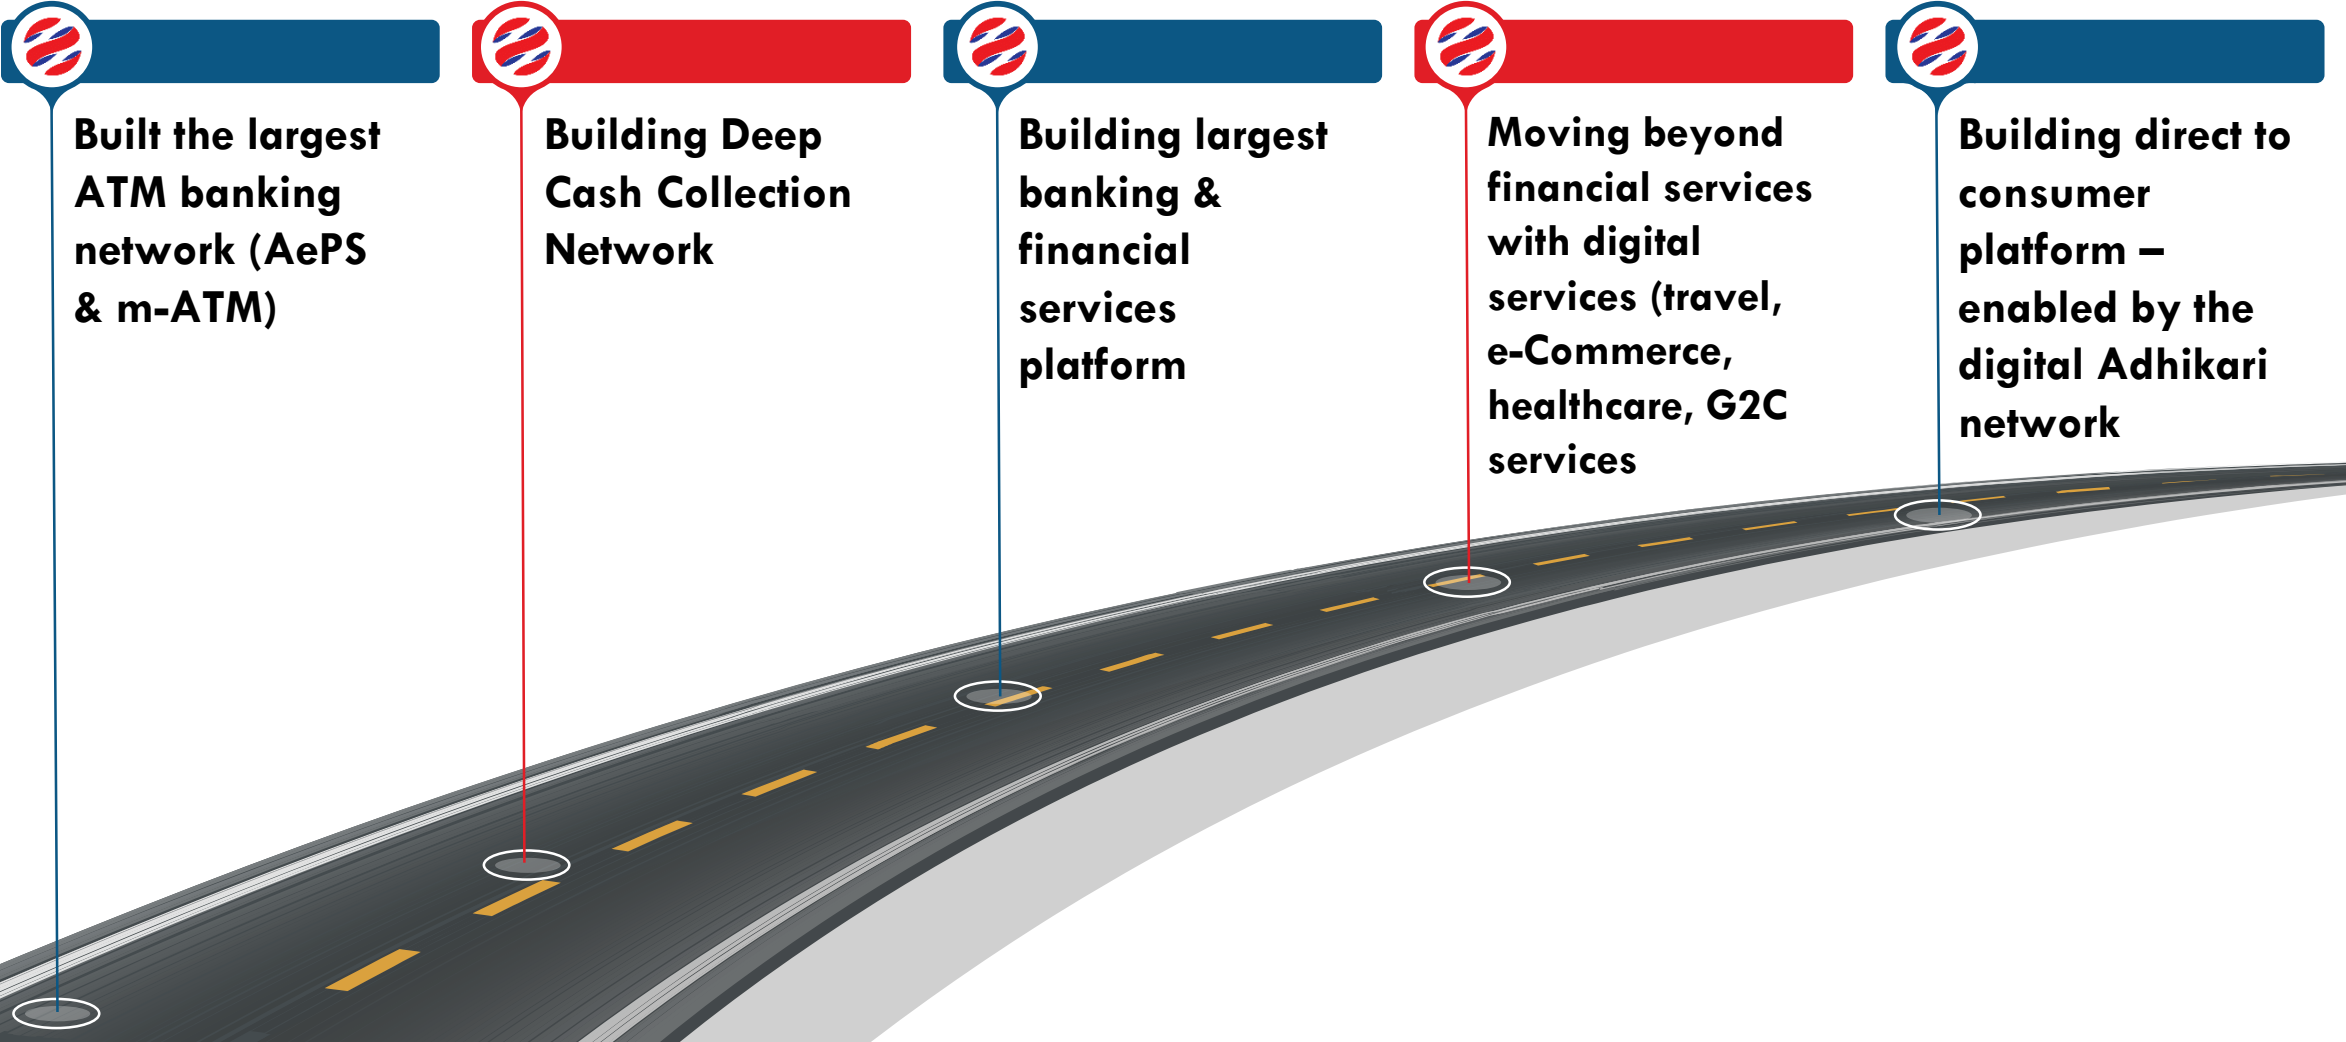 Built the largest
ATM banking
network (AePS
& m-ATM)
Building Deep
Cash Collection
Network
Building largest
banking &
financial
services
platform
Moving beyond
financial services
with digital
services (travel,
e-Commerce,
healthcare, G2C
services
Building direct to
consumer
platform –
enabled by the
digital Adhikari
network